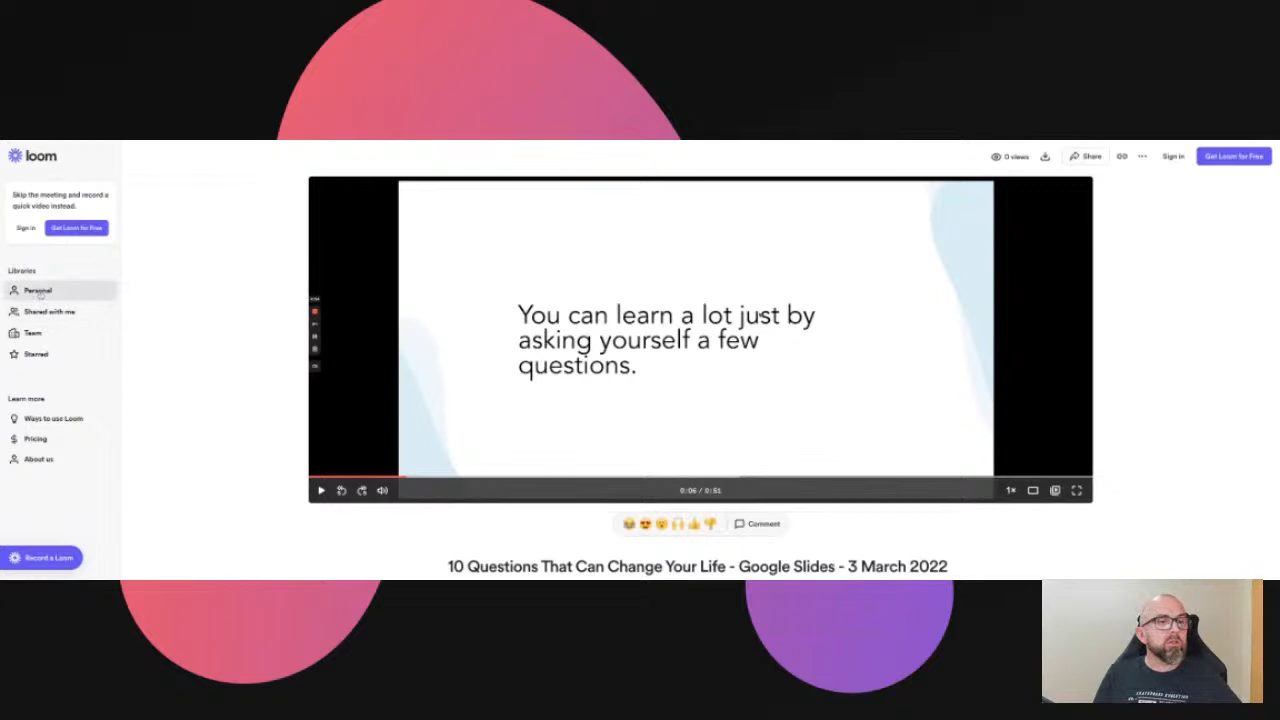 loom
0 views
Share
Sign in
Get Loom for Free
Skip the meeting and record a
quick video instead.
Sign in
Get Loom for Free
Libraries
Personal
Shared with me
Team
Starred
Learn more
Ways to use Loom
Pricing
About us
Record a Loom
You can learn a lot just by
asking yourself a few
questions.
0:06 / 0:51
1x
Comment
10 Questions That Can Change Your Life - Google Slides - 3 March 2022